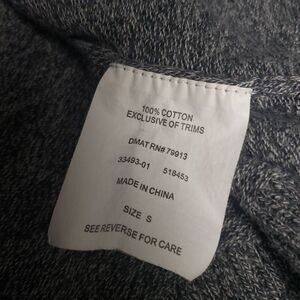 100% COTTON
EXCLUSIVE OF TRIMS
DMAT RN# 79913
33493-01 518453
MADE IN CHINA
SIZE S
SEE REVERSE FOR CARE